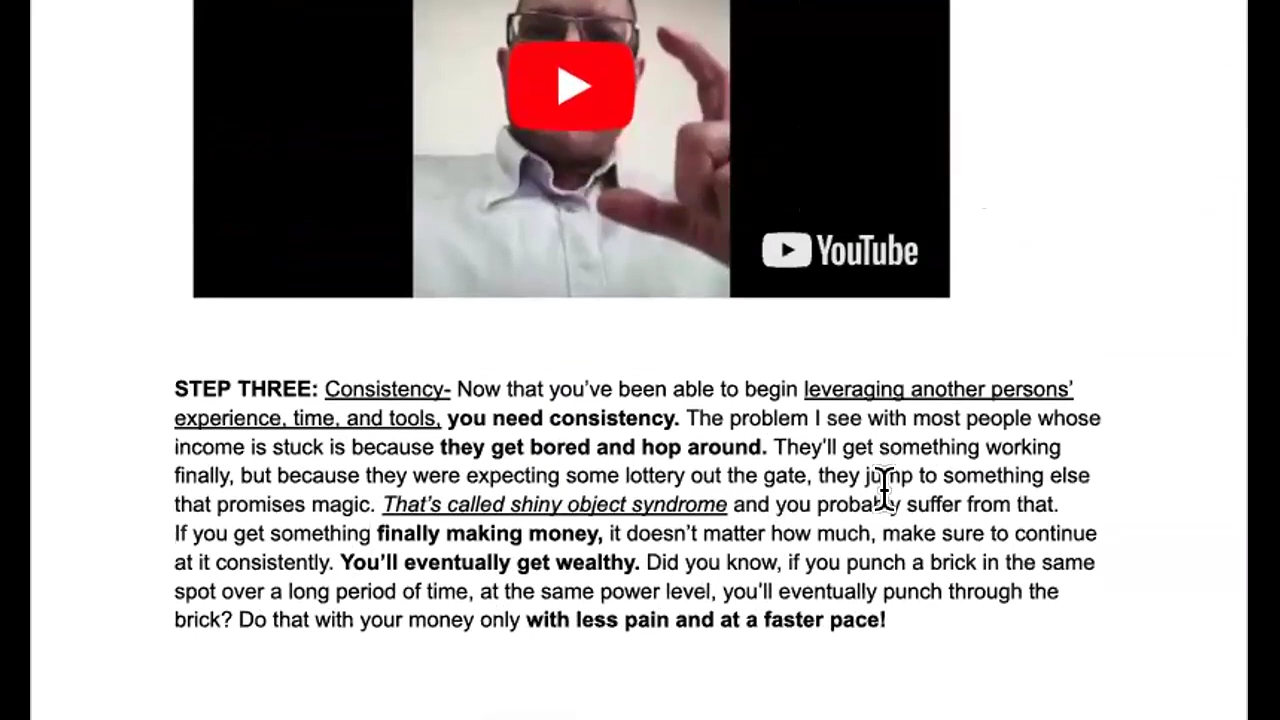 YouTube
STEP THREE: Consistency- Now that you’ve been able to begin leveraging another persons’
experience, time, and tools, you need consistency. The problem I see with most people whose
income is stuck is because they get bored and hop around. They’ll get something working
finally, but because they were expecting some lottery out the gate, they jump to something else
that promises magic. That’s called shiny object syndrome and you probably suffer from that.
If you get something finally making money, it doesn’t matter how much, make sure to continue
at it consistently. You’ll eventually get wealthy. Did you know, if you punch a brick in the same
spot over a long period of time, at the same power level, you’ll eventually punch through the
brick? Do that with your money only with less pain and at a faster pace!